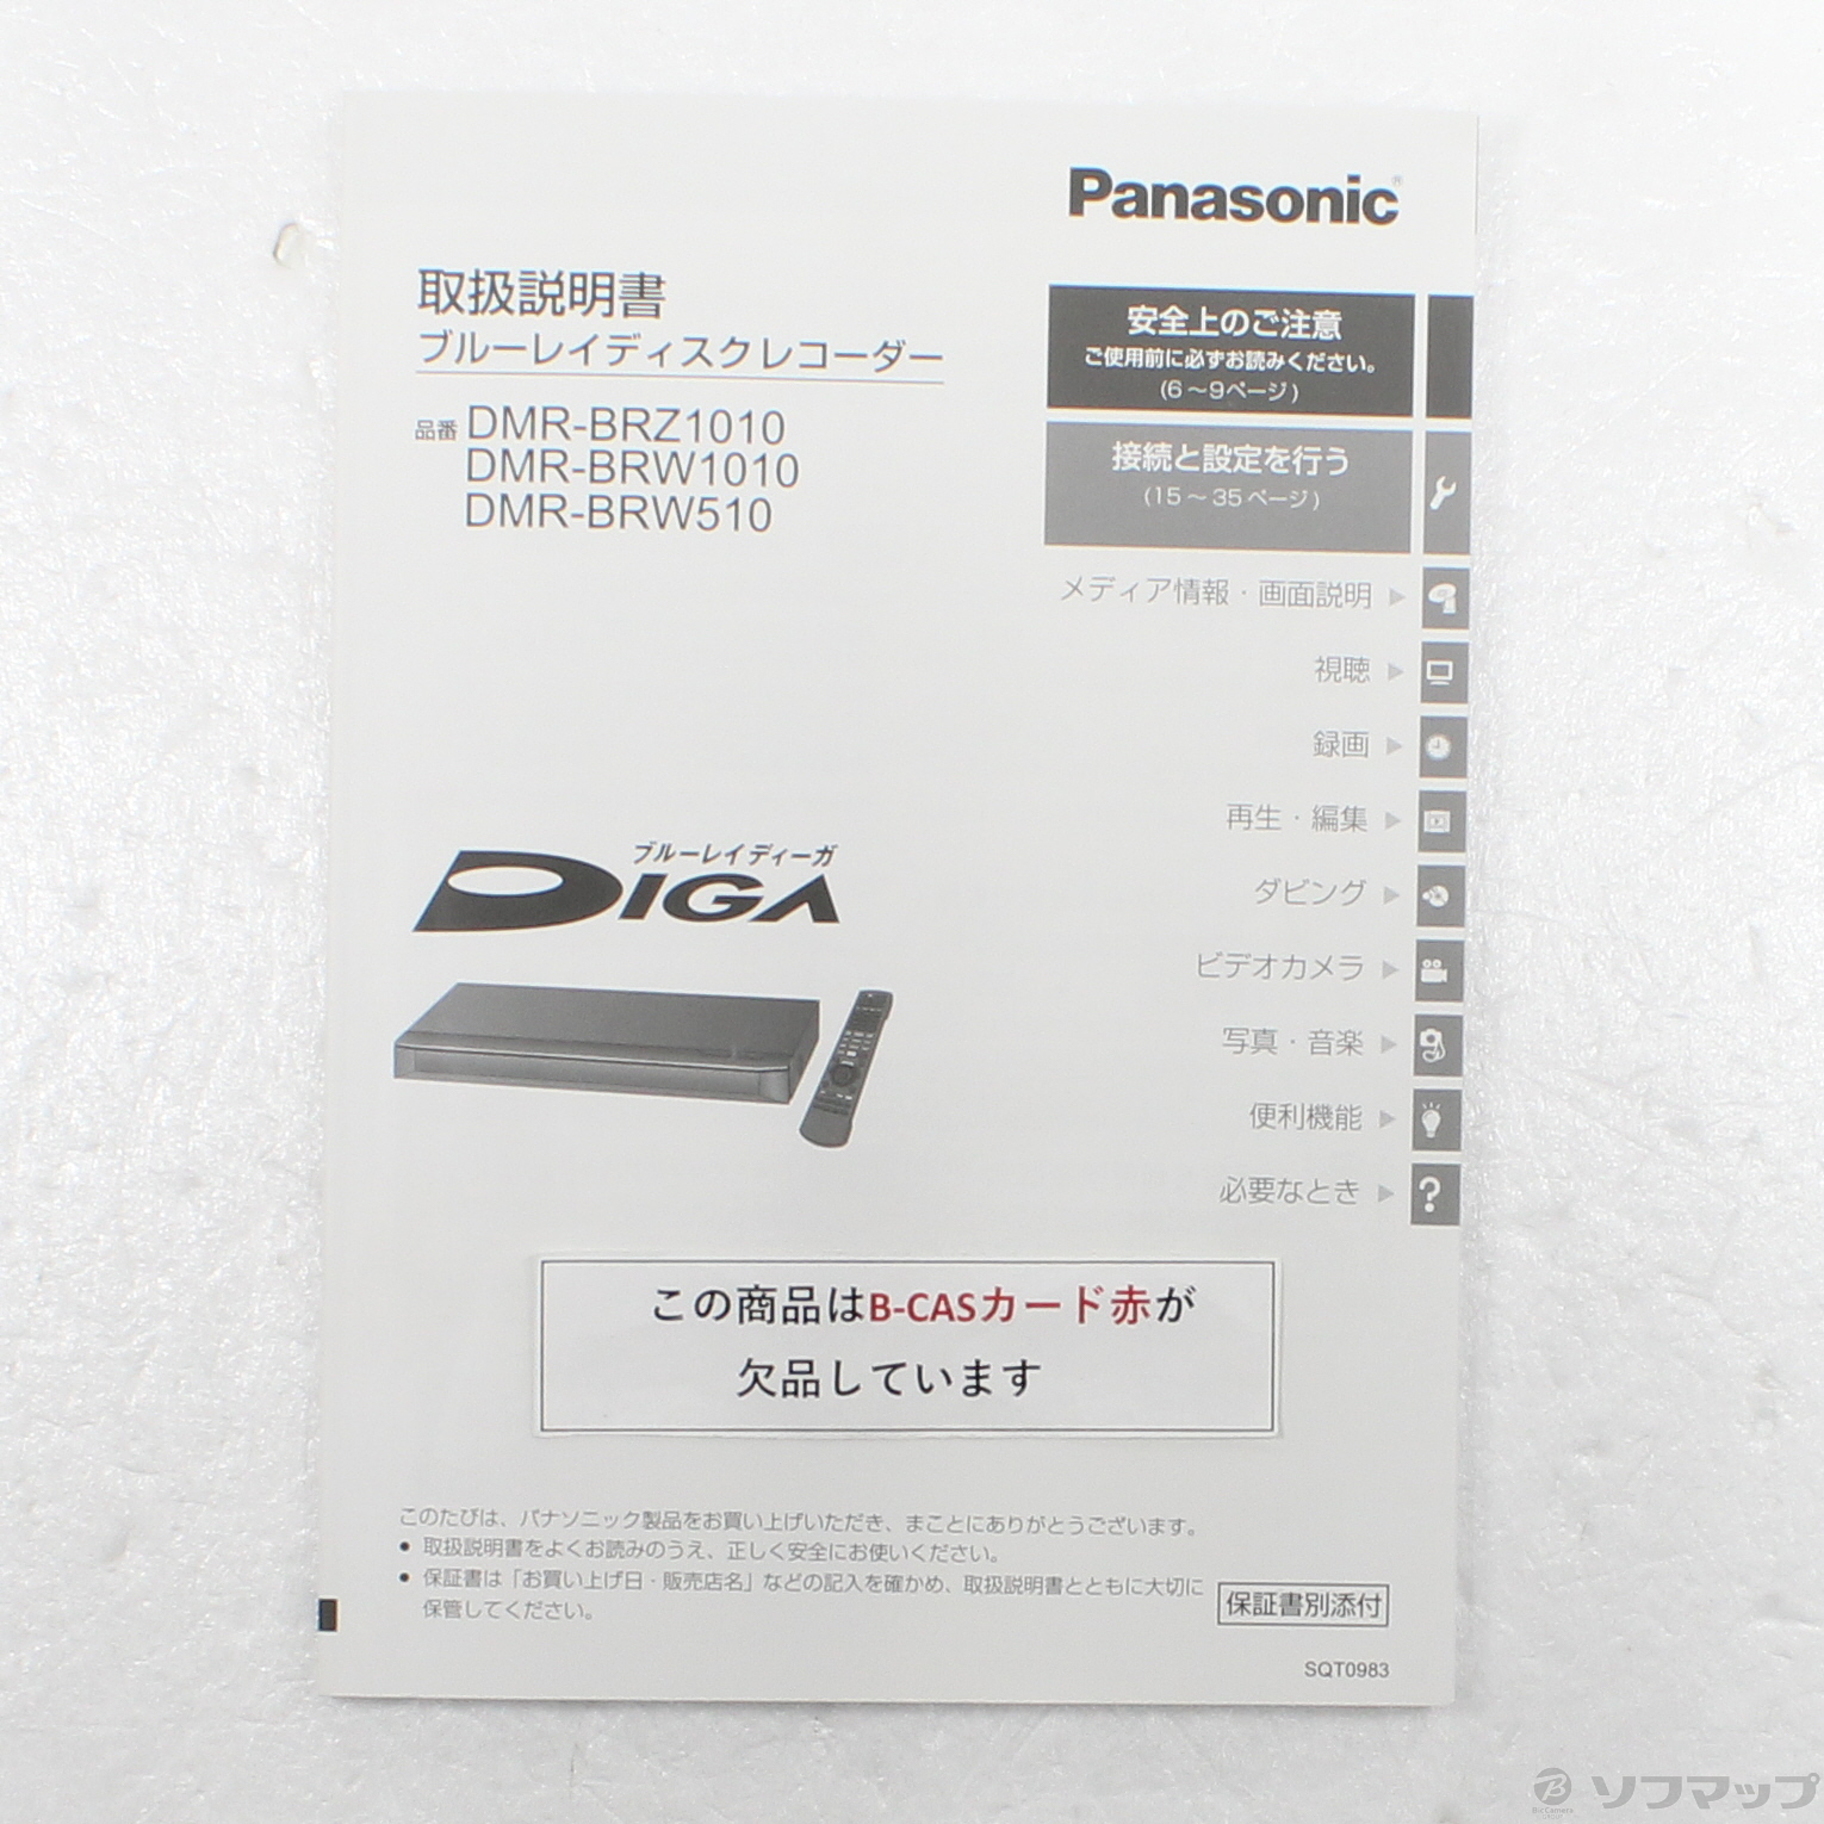 Panasonic®
取扱説明書
ブルーレイディスクレコーダー
品番 DMR-BRZ1010
DMR-BRW1010
DMR-BRW510
安全上のご注意
ご使用前に必ずお読みください。
(6～9ページ)
接続と設定を行う
(15～35ページ)
メディア情報・画面説明
視聴
録画
再生・編集
ダビング
ビデオカメラ
写真・音楽
便利機能
必要なとき
?
ブルーレイディーガ
DIGA
この商品はB-CASカード赤が
欠品しています
このたびは、パナソニック製品をお買い上げいただき、まことにありがとうございます。
● 取扱説明書をよくお読みのうえ、正しく安全にお使いください。
● 保証書は「お買い上げ日・販売店名」などの記入を確かめ、取扱説明書とともに大切に
保管してください。
保証書別添付
SQT0983
B BicCamera GROUP ソフマップ